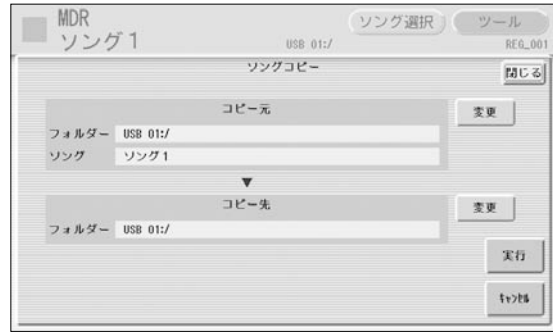 MDR ソング選択 ツール
ソング1 USB 01:/ REG_001
ソングコピー 閉じる
コピー元 変更
フォルダー USB 01:/
ソング ソング1
▼
コピー先 変更
フォルダー USB 01:/
実行
ｷｬﾝｾﾙ